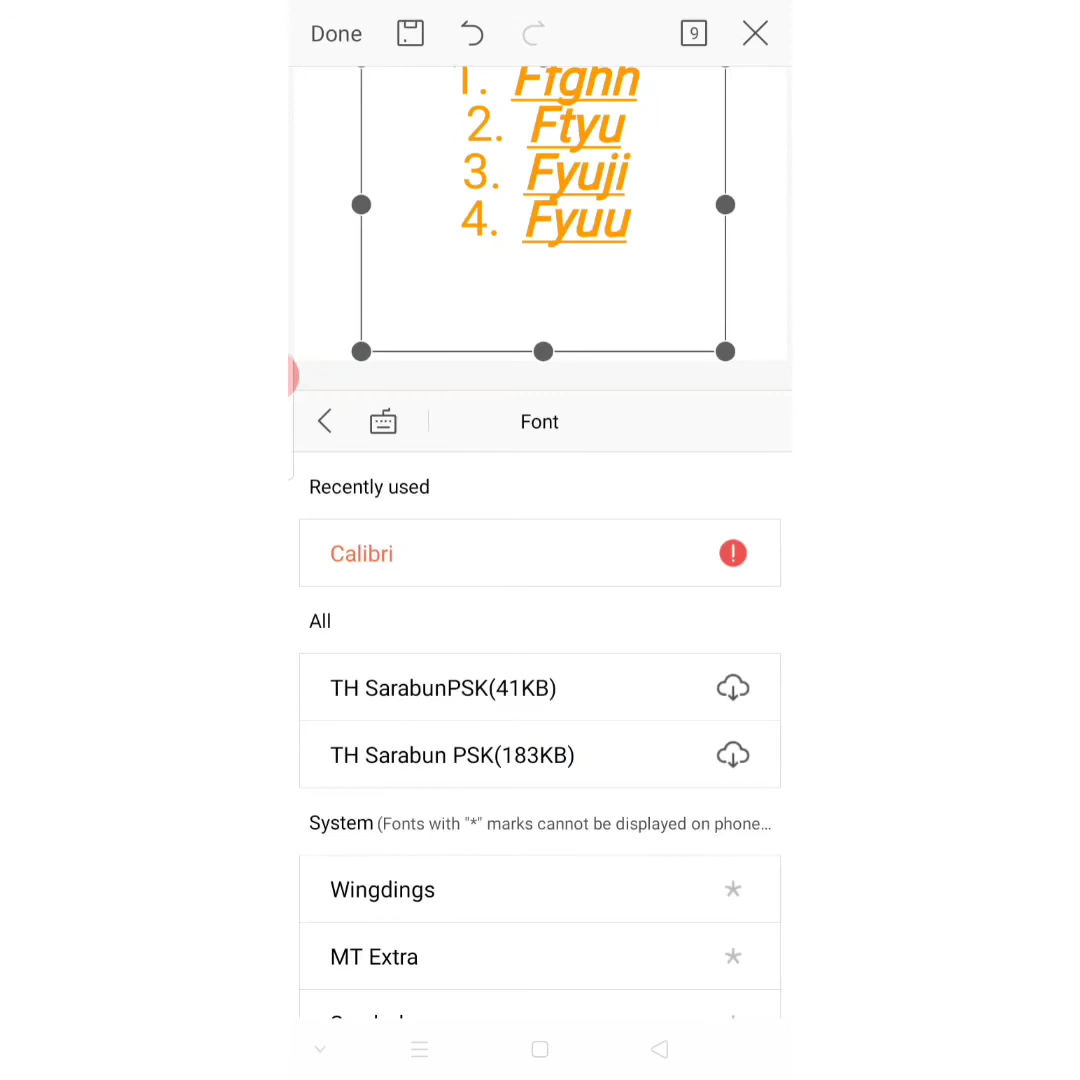 Done
9
1. Ffghh
2. Ftyu
3. Fyuji
4. Fyuu
Font
Recently used
Calibri
All
TH SarabunPSK(41KB)
TH Sarabun PSK(183KB)
System (Fonts with "*" marks cannot be displayed on phone...
Wingdings *
MT Extra *